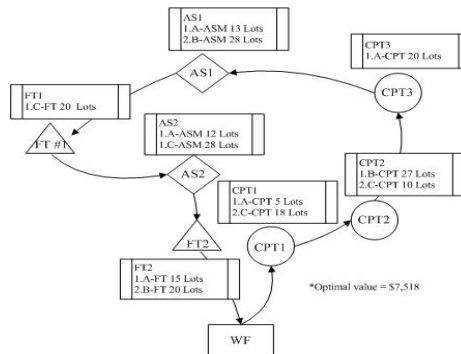 AS1
1.A-ASM 13 Lots
2.B-ASM 28 Lots
AS1
CPT3
1.A-CPT 20 Lots
CPT3
FT1
1.C-FT 20 Lots
FT #1
AS2
1.A-ASM 12 Lots
1.C-ASM 28 Lots
AS2
CPT2
1.B-CPT 27 Lots
2.C-CPT 10 Lots
CPT2
CPT1
1.A-CPT 5 Lots
2.C-CPT 18 Lots
CPT1
FT2
FT2
1.A-FT 15 Lots
2.B-FT 20 Lots
*Optimal value = $7,518
WF